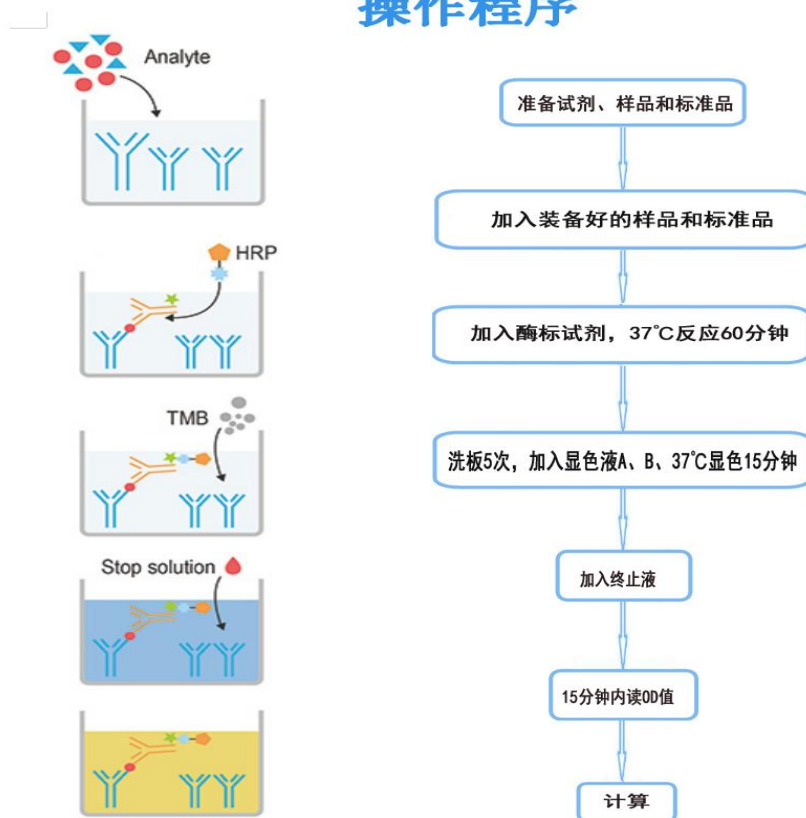 操作程序
Analyte
HRP
TMB
Stop solution
准备试剂、样品和标准品
加入装备好的样品和标准品
加入酶标试剂，37℃反应60分钟
洗板5次，加入显色液A、B、37℃显色15分钟
加入终止液
15分钟内读OD值
计算